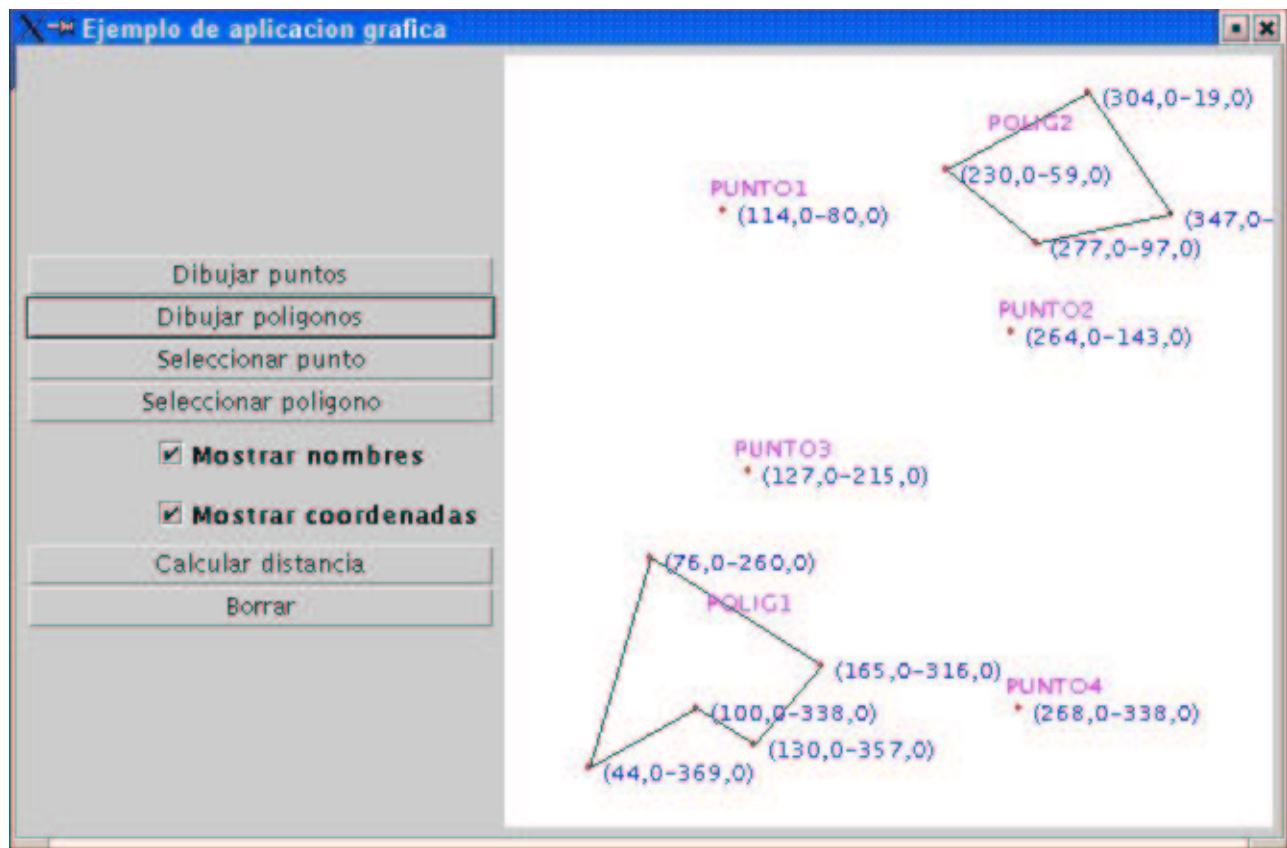 Ejemplo de aplicacion grafica
Dibujar puntos
Dibujar poligonos
Seleccionar punto
Seleccionar poligono
Mostrar nombres
Mostrar coordenadas
Calcular distancia
Borrar
(304,0-19,0)
POLIG2
(230,0-59,0)
PUNTO1
(114,0-80,0)
(347,0-
(277,0-97,0)
PUNTO2
(264,0-143,0)
PUNTO3
(127,0-215,0)
(76,0-260,0)
POLIG1
(165,0-316,0)
PUNTO4
(100,0-338,0)
(268,0-338,0)
(130,0-357,0)
(44,0-369,0)